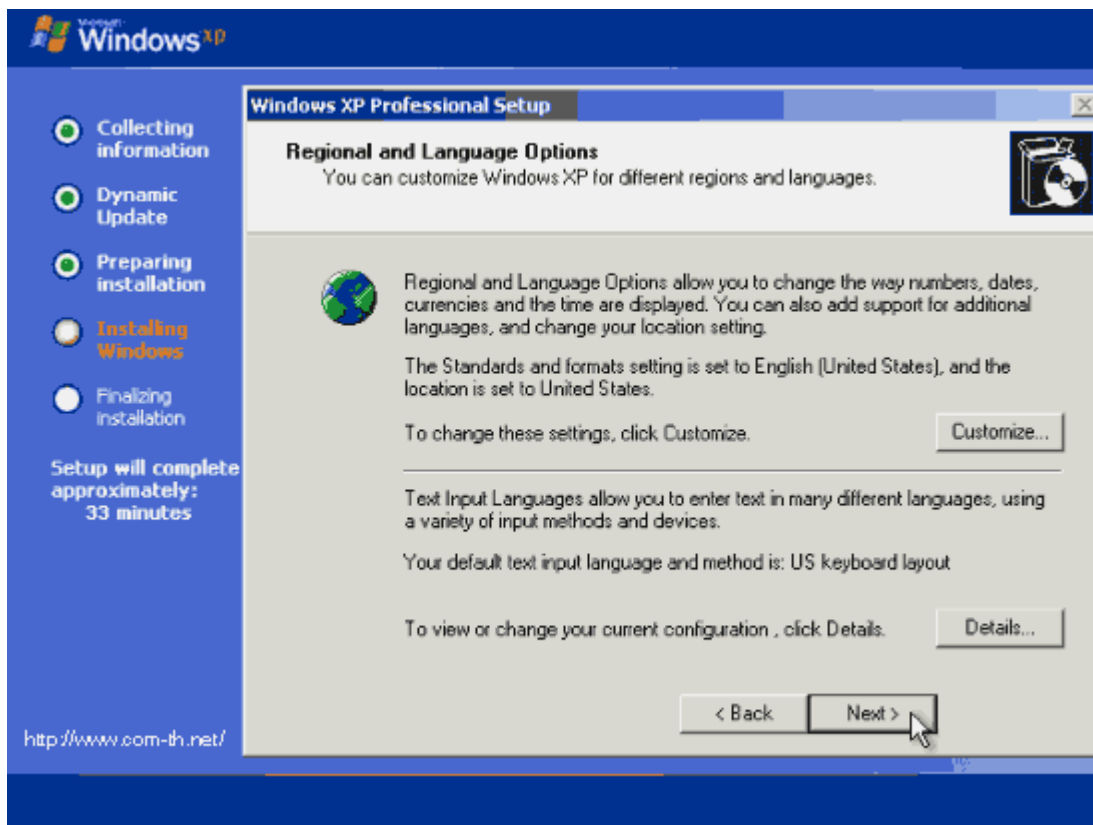 Microsoft
Windows xp
Collecting
information
Dynamic
Update
Preparing
installation
Installing
Windows
Finalizing
installation
Setup will complete
approximately:
33 minutes
http://www.com-th.net/
Windows XP Professional Setup
Regional and Language Options
You can customize Windows XP for different regions and languages.
Regional and Language Options allow you to change the way numbers, dates,
currencies and the time are displayed. You can also add support for additional
languages, and change your location setting.
The Standards and formats setting is set to English (United States), and the
location is set to United States.
To change these settings, click Customize.
Customize...
Text Input Languages allow you to enter text in many different languages, using
a variety of input methods and devices.
Your default text input language and method is: US keyboard layout
To view or change your current configuration , click Details.
Details...
< Back
Next >